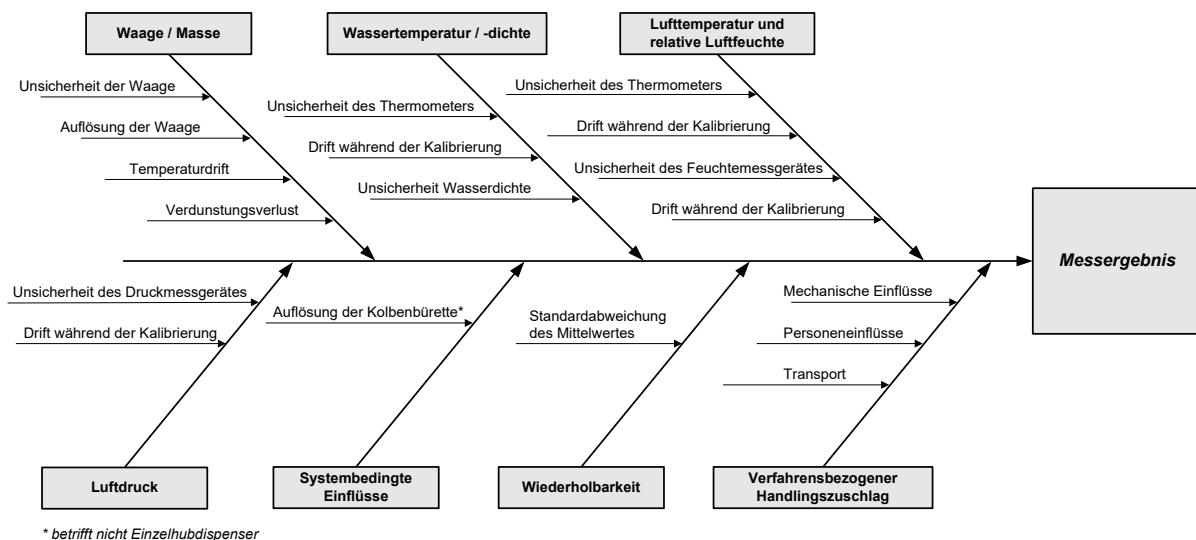 Waage / Masse
Wassertemperatur / -dichte
Lufttemperatur und
relative Luftfeuchte
Unsicherheit der Waage
Auflösung der Waage
Temperaturdrift
Verdunstungsverlust
Unsicherheit des Thermometers
Drift während der Kalibrierung
Unsicherheit Wasserdichte
Unsicherheit des Thermometers
Drift während der Kalibrierung
Unsicherheit des Feuchtemessgerätes
Drift während der Kalibrierung
Messergebnis
Unsicherheit des Druckmessgerätes
Drift während der Kalibrierung
Auflösung der Kolbenbürette*
Standardabweichung
des Mittelwertes
Mechanische Einflüsse
Personeneinflüsse
Transport
Luftdruck
Systembedingte
Einflüsse
Wiederholbarkeit
Verfahrensbezogener
Handlingszuschlag
* betrifft nicht Einzelhubdispenser